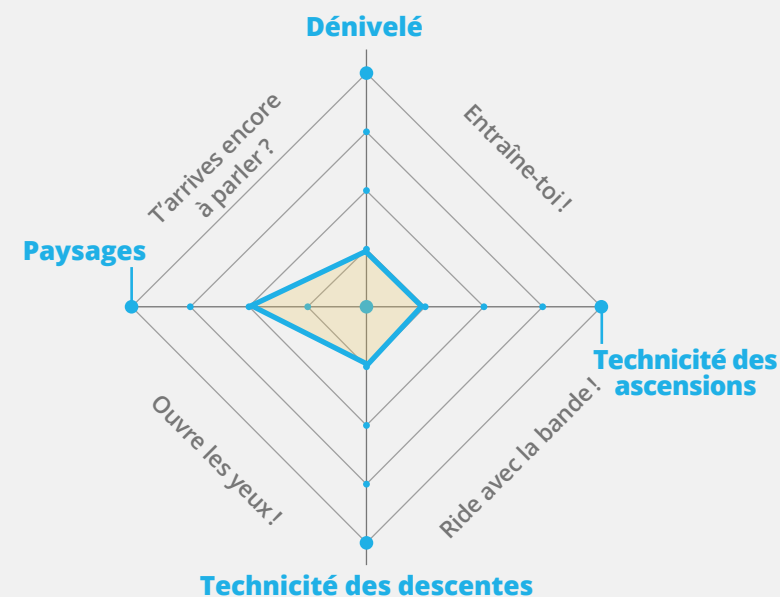 Dénivelé
T'arrives encore
à parler ?
Entraîne-toi !
Paysages
Technicité des
ascensions
Ouvre les yeux !
Ride avec la bande !
Technicité des descentes